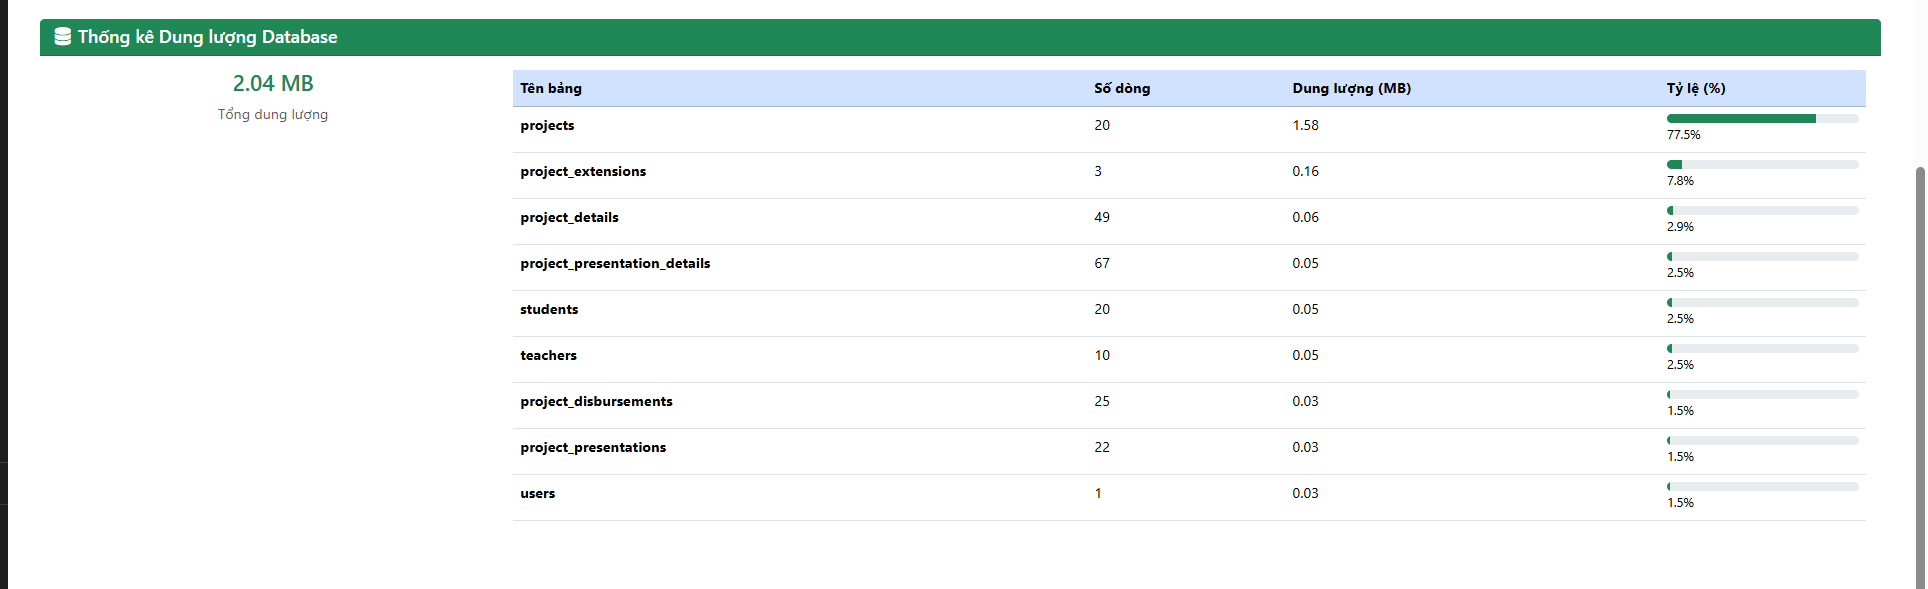 Thống kê Dung lượng Database
2.04 MB
Tổng dung lượng
Tên bảng Số dòng Dung lượng (MB) Tỷ lệ (%)
projects 20 1.58 77.5%
project_extensions 3 0.16 7.8%
project_details 49 0.06 2.9%
project_presentation_details 67 0.05 2.5%
students 20 0.05 2.5%
teachers 10 0.05 2.5%
project_disbursements 25 0.03 1.5%
project_presentations 22 0.03 1.5%
users 1 0.03 1.5%